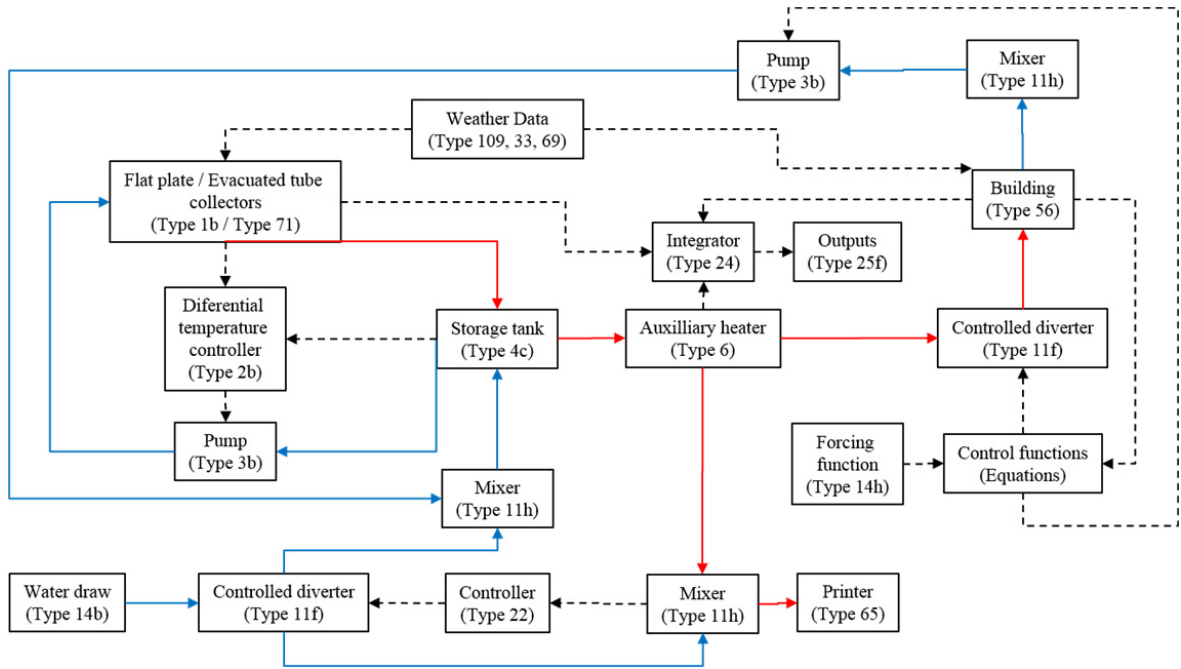 Pump
(Type 3b)
Mixer
(Type 11h)
Weather Data
(Type 109, 33, 69)
Flat plate / Evacuated tube
collectors
(Type 1b / Type 71)
Building
(Type 56)
Integrator
(Type 24)
Outputs
(Type 25f)
Diferential
temperature
controller
(Type 2b)
Storage tank
(Type 4c)
Auxilliary heater
(Type 6)
Controlled diverter
(Type 11f)
Pump
(Type 3b)
Forcing
function
(Type 14h)
Control functions
(Equations)
Mixer
(Type 11h)
Water draw
(Type 14b)
Controlled diverter
(Type 11f)
Controller
(Type 22)
Mixer
(Type 11h)
Printer
(Type 65)